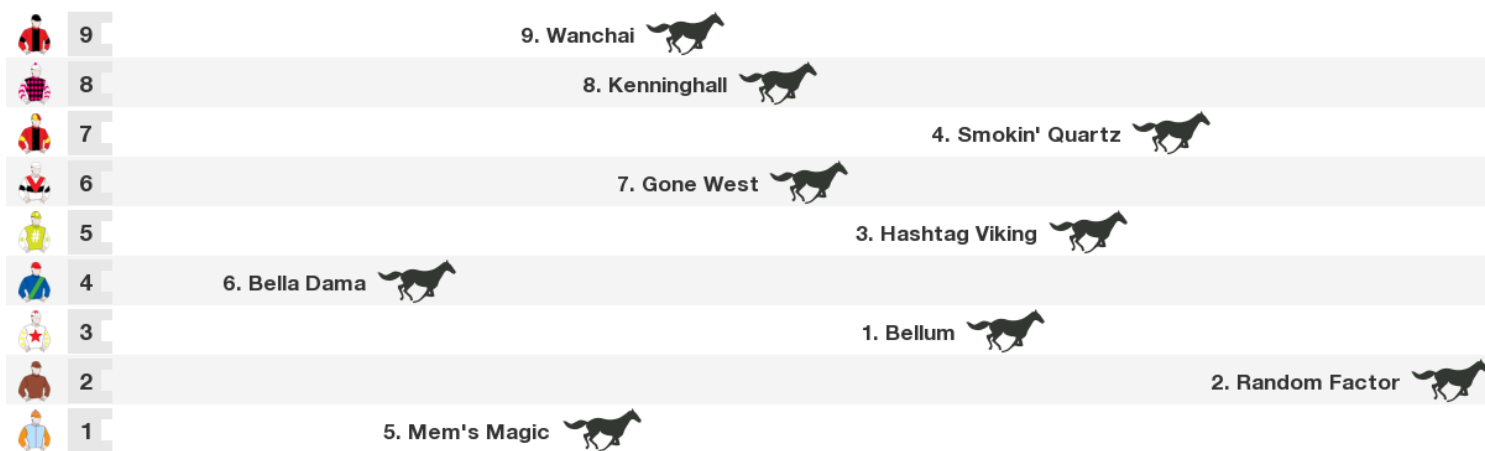 9 9. Wanchai
8 8. Kenninghall
7 4. Smokin' Quartz
6 7. Gone West
5 # 3. Hashtag Viking
4 6. Bella Dama
3 1. Bellum
2 2. Random Factor
1 5. Mem's Magic